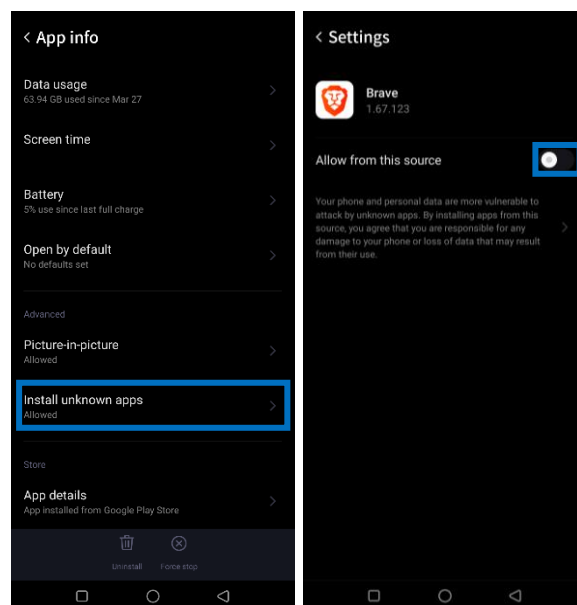 App info
Data usage
63.94 GB used since Mar 27
Screen time
Battery
5% use since last full charge
Open by default
No defaults set
Advanced
Picture-in-picture
Allowed
Install unknown apps
Allowed
Store
App details
App installed from Google Play Store
Uninstall
Force stop
Settings
Brave
1.67.123
Allow from this source
Your phone and personal data are more vulnerable to
attack by unknown apps. By installing apps from this
source, you agree that you are responsible for any
damage to your phone or loss of data that may result
from their use.